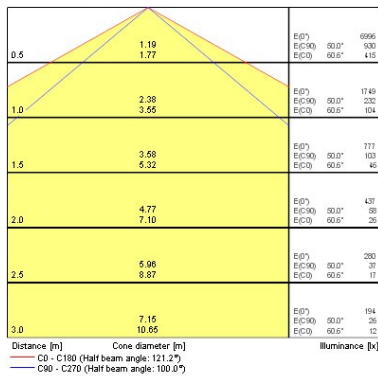 E(0°) 6996
1.19 E(C90) 50.0° 930
0.5 1.77 E(C0) 60.6° 415
E(0°) 1749
2.38 E(C90) 50.0° 232
1.0 3.55 E(C0) 60.6° 104
E(0°) 777
3.58 E(C90) 50.0° 103
1.5 5.32 E(C0) 60.6° 46
E(0°) 437
4.77 E(C90) 50.0° 58
2.0 7.10 E(C0) 60.6° 26
E(0°) 280
5.96 E(C90) 50.0° 37
2.5 8.87 E(C0) 60.6° 17
E(0°) 194
7.15 E(C90) 50.0° 26
3.0 10.65 E(C0) 60.6° 12
Distance [m] Cone diameter [m] Illuminance [lx]
C0 - C180 (Half beam angle: 121.2°)
C90 - C270 (Half beam angle: 100.0°)